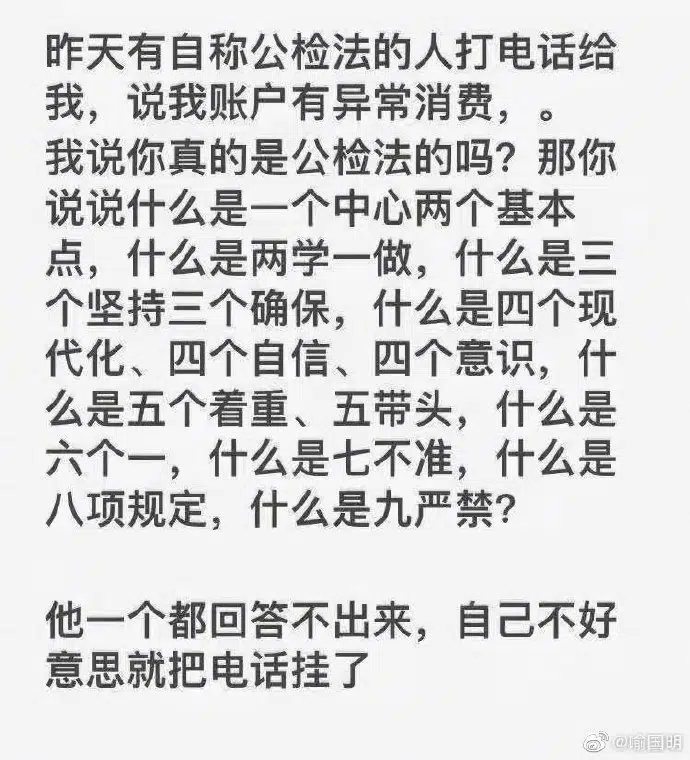 昨天有自称公检法的人打电话给
我，说我账户有异常消费，。
我说你真的是公检法的吗？那你
说说什么是一个中心两个基本
点，什么是两学一做，什么是三
个坚持三个确保，什么是四个现
代化、四个自信、四个意识，什
么是五个着重、五带头，什么是
六个一，什么是七不准，什么是
八项规定，什么是九严禁？
他一个都回答不出来，自己不好
意思就把电话挂了
@喻国明